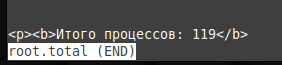 <p><b>Итого процессов: 119</b>
root.total (END)